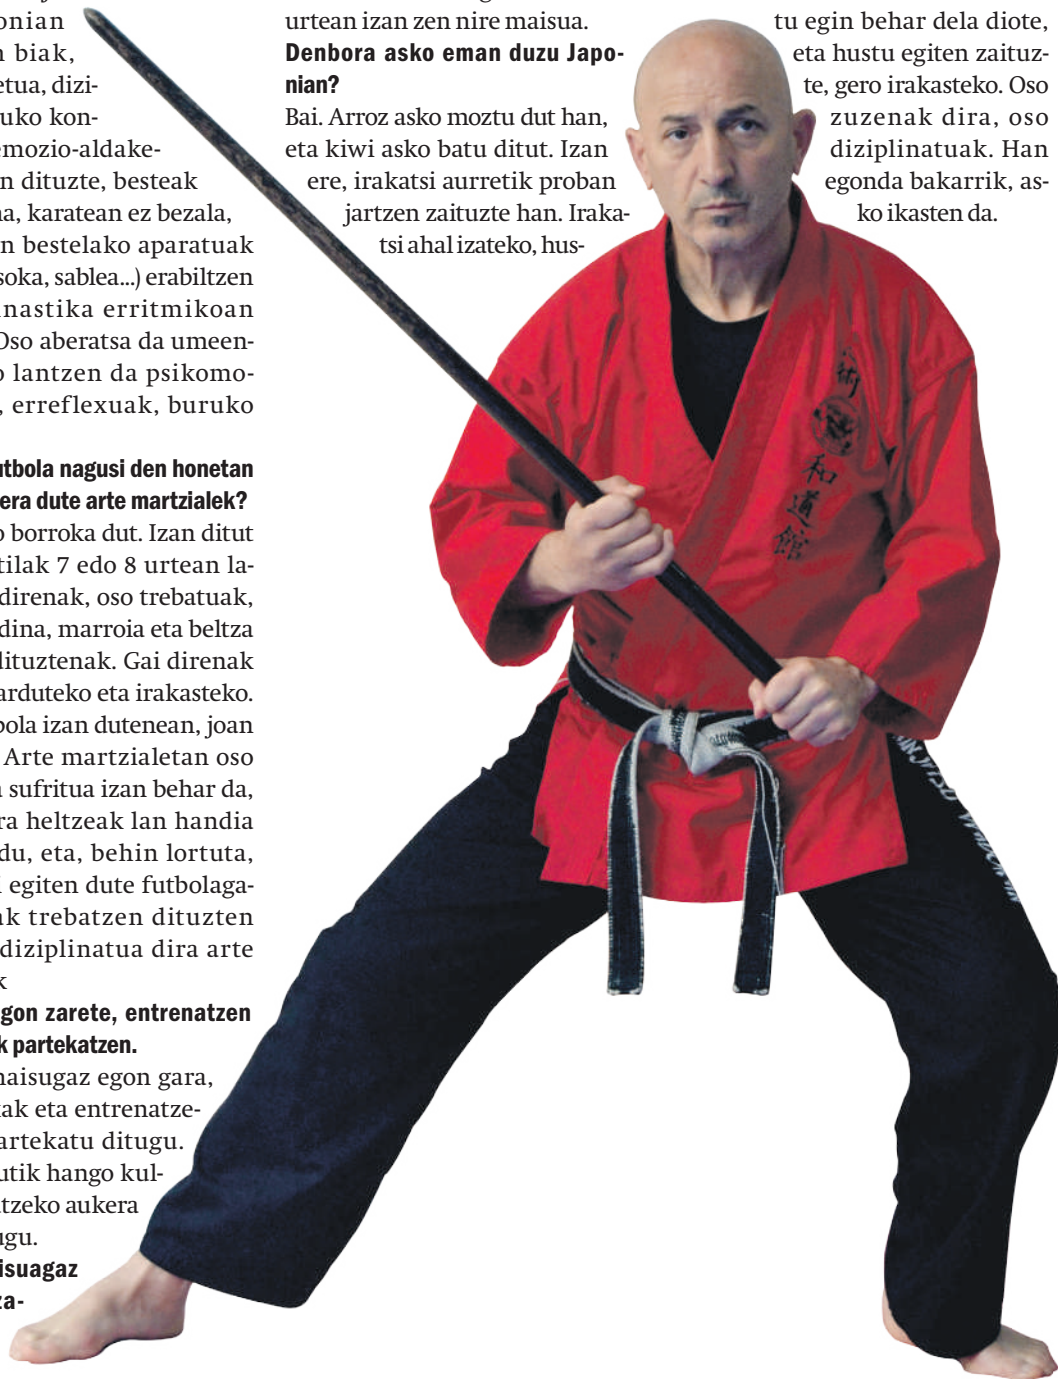 onian
n biak,
etua, dizi-
uko kon-
emozio-aldake-
n dituzte, besteak
na, karatean ez bezala,
n bestelako aparatuak
soka, sablea...) erabiltzen
nastika erritmikoan
Oso aberatsa da umeen-
o lantzen da psikomo-
, erreflexuak, buruko
utbola nagusi den honetan
era dute arte martzialek?
o borroka dut. Izan ditut
tilak 7 edo 8 urtean la-
direnak, oso trebatuak,
dina, marroia eta beltza
dituztenak. Gai direnak
arduteko eta irakasteko.
bola izan dutenean, joan
Arte martzialetan oso
a sufritua izan behar da,
ra heltzeak lan handia
du, eta, behin lortuta,
i egiten dute futbolaga-
ak trebatzen dituzten
diziplinatua dira arte
k
gon zarete, entrenatzen
k partekatzen.
maisugaz egon gara,
kak eta entrenatze-
artekatu ditugu.
utik hango kul-
atzeko aukera
ugu.
isuagaz
za-
urtean izan zen nire maisua.
Denbora asko eman duzu Japo-
nian?
Bai. Arroz asko moztu dut han,
eta kiwi asko batu ditut. Izan
ere, irakatsi aurretik proban
jartzen zaituzte han. Iraka-
tsi ahal izateko, hus-
tu egin behar dela diote,
eta hustu egiten zaituz-
te, gero irakasteko. Oso
zuzenak dira, oso
diziplinatuak. Han
egonda bakarrik, as-
ko ikasten da.
術
和
道
館